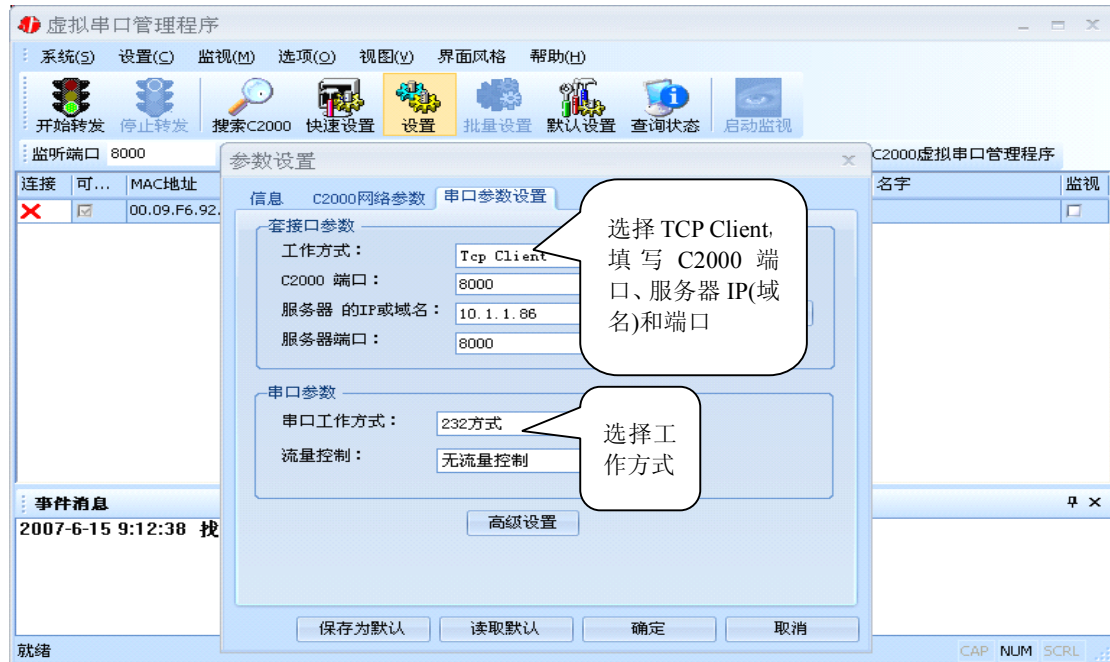 虚拟串口管理程序
系统(S) 设置(C) 监视(M) 选项(O) 视图(V) 界面风格 帮助(H)
开始转发 停止转发 搜索C2000 快速设置 设置 批量设置 默认设置 查询状态 启动监视
监听端口 8000
C2000虚拟串口管理程序
连接 可... MAC地址 名字 监视
00.09.F6.92.
参数设置
信息 C2000网络参数 串口参数设置
套接口参数
工作方式： Tcp Client
C2000 端口： 8000
服务器 的IP或域名： 10.1.1.86
服务器端口： 8000
选择 TCP Client,
填写 C2000 端
口、服务器 IP(域
名)和端口
串口参数
串口工作方式： 232方式
流量控制： 无流量控制
选择工
作方式
高级设置
保存为默认 读取默认 确定 取消
事件消息
2007-6-15 9:12:38 找
就绪
CAP NUM SCRL